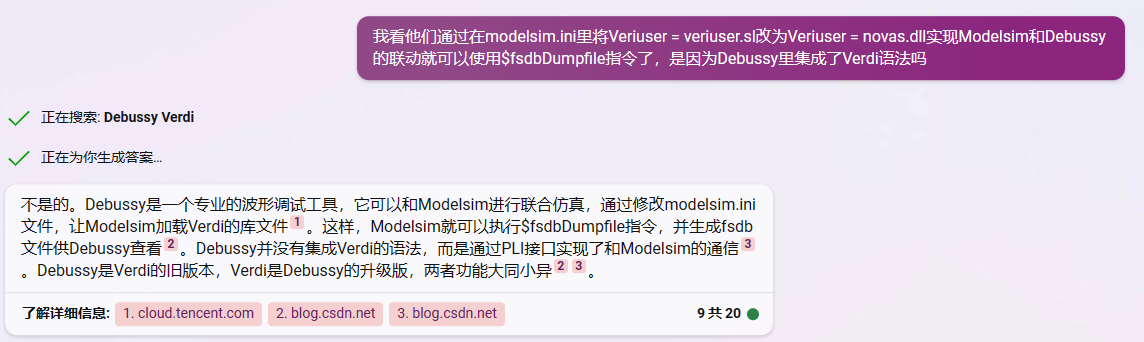 我看他们通过在modelsim.ini里将Veriuser = veriuser.sl改为Veriuser = novas.dll实现Modelsim和Debussy
的联动就可以使用$fsdbDumpfile指令了，是因为Debussy里集成了Verdi语法吗
正在搜索: Debussy Verdi
正在为你生成答案...
不是的。Debussy是一个专业的波形调试工具，它可以和Modelsim进行联合仿真，通过修改modelsim.ini
文件，让Modelsim加载Verdi的库文件 1 。这样，Modelsim就可以执行$fsdbDumpfile指令，并生成fsdb
文件供Debussy查看 2 。Debussy并没有集成Verdi的语法，而是通过PLI接口实现了和Modelsim的通信 3
。Debussy是Verdi的旧版本，Verdi是Debussy的升级版，两者功能大同小异 2 3 。
了解详细信息: 1. cloud.tencent.com 2. blog.csdn.net 3. blog.csdn.net 9 共 20